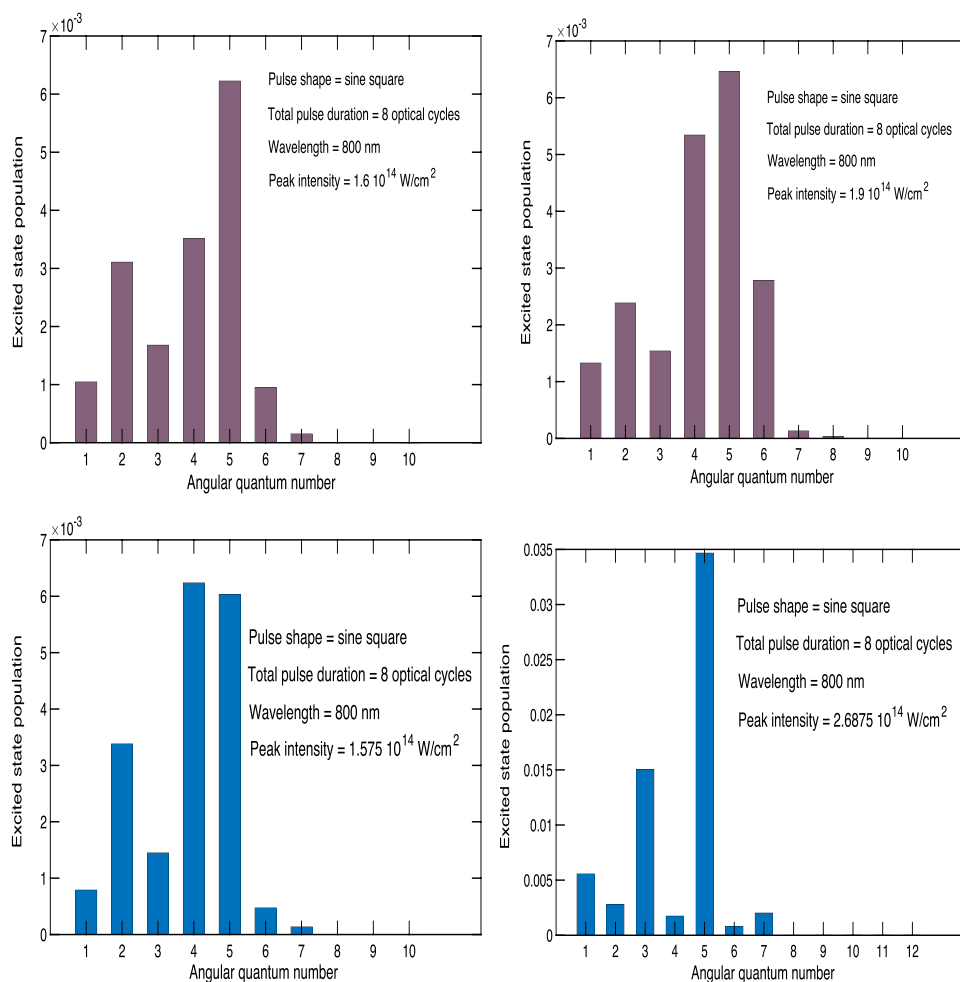 7 ×10-3
6
5
4
3
2
1
0
Excited state population
Pulse shape = sine square
Total pulse duration = 8 optical cycles
Wavelength = 800 nm
Peak intensity = 1.6 10^14 W/cm^2
1 2 3 4 5 6 7 8 9 10
Angular quantum number
7 ×10-3
6
5
4
3
2
1
0
Excited state population
Pulse shape = sine square
Total pulse duration = 8 optical cycles
Wavelength = 800 nm
Peak intensity = 1.9 10^14 W/cm^2
1 2 3 4 5 6 7 8 9 10
Angular quantum number
7 ×10-3
6
5
4
3
2
1
0
Excited state population
Pulse shape = sine square
Total pulse duration = 8 optical cycles
Wavelength = 800 nm
Peak intensity = 1.575 10^14 W/cm^2
1 2 3 4 5 6 7 8 9 10
Angular quantum number
0.035
0.03
0.025
0.02
0.015
0.01
0.005
0
Excited state population
Pulse shape = sine square
Total pulse duration = 8 optical cycles
Wavelength = 800 nm
Peak intensity = 2.6875 10^14 W/cm^2
1 2 3 4 5 6 7 8 9 10 11 12
Angular quantum number